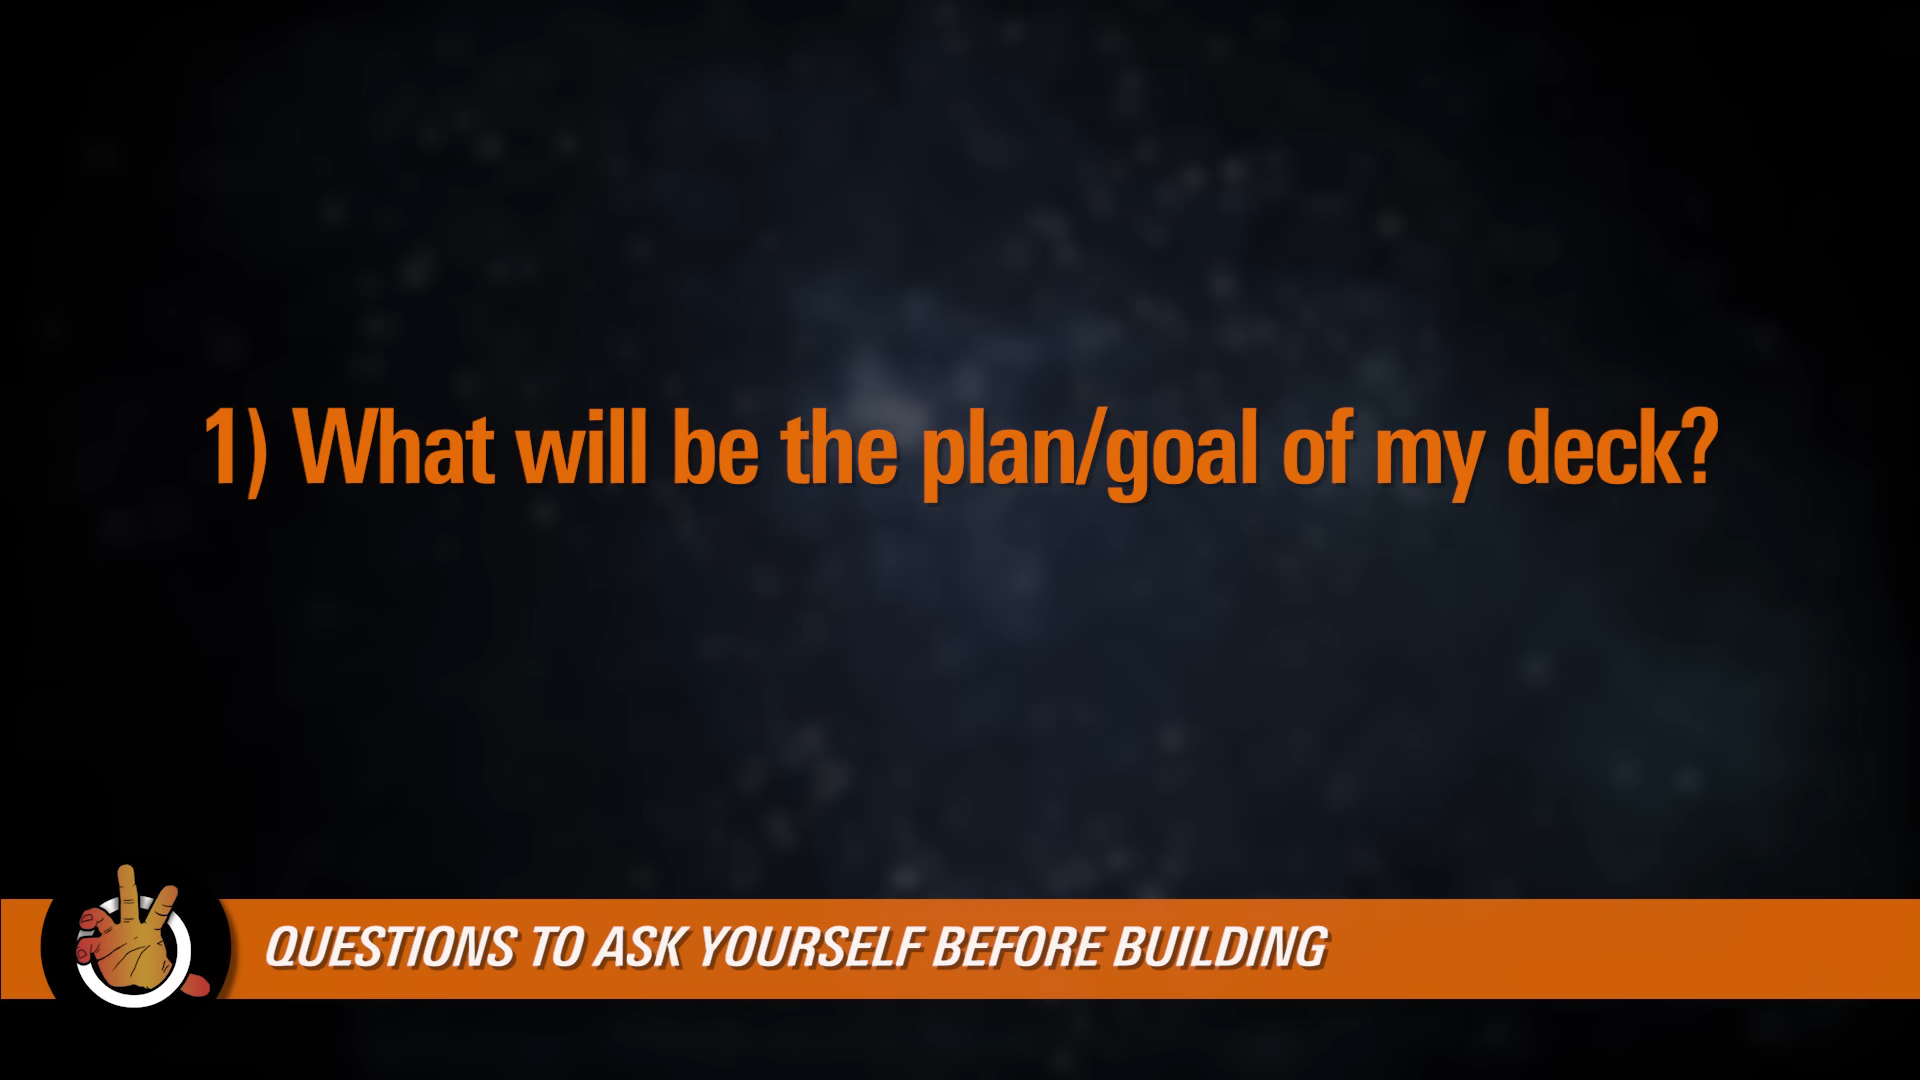 1) What will be the plan/goal of my deck?
QUESTIONS TO ASK YOURSELF BEFORE BUILDING